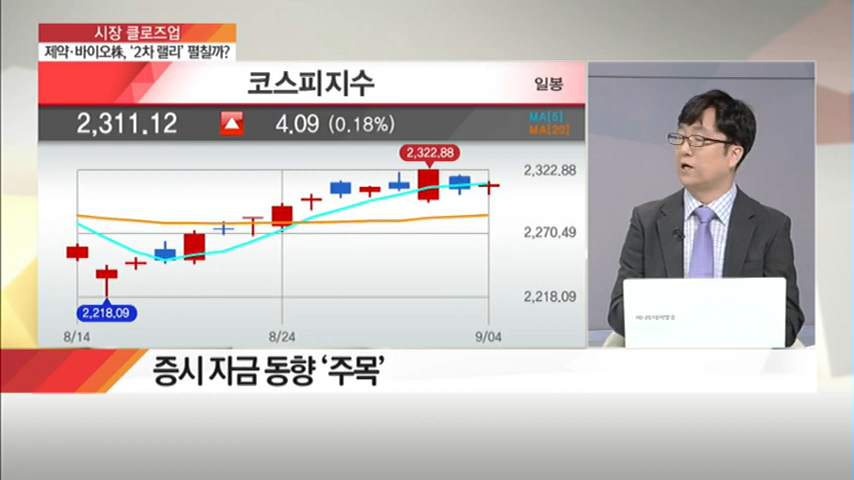 시장 클로즈업
제약·바이오株, '2차 랠리' 펼칠까?
코스피지수
일봉
2,311.12
4.09 (0.18%)
MA[5]
MA[20]
2,322.88
2,322.88
2,270.49
2,218.09
2,218.09
8/14
8/24
9/04
증시 자금 동향 '주목'